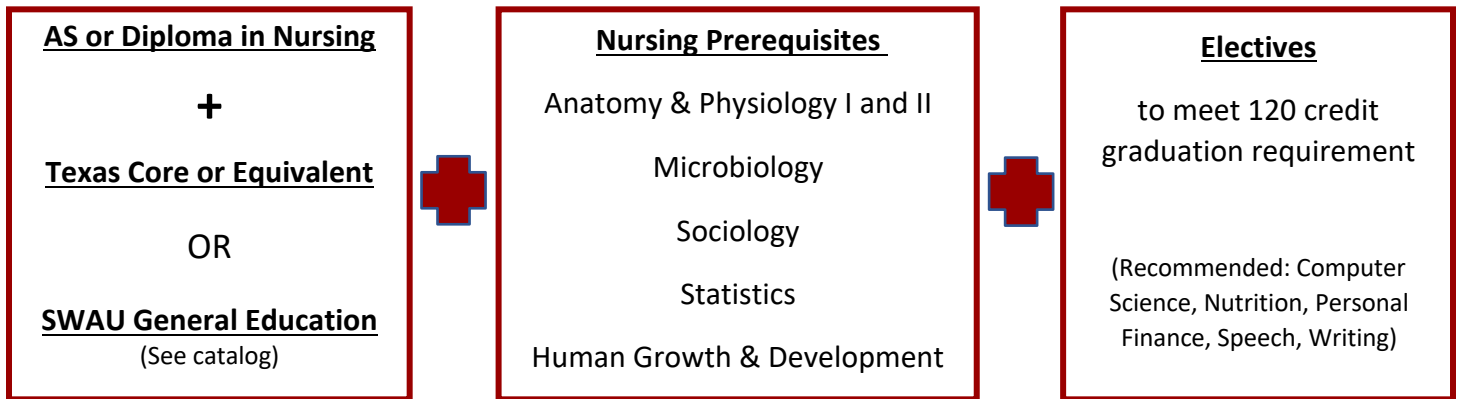 AS or Diploma in Nursing
+
Texas Core or Equivalent
OR
SWAU General Education
(See catalog)
Nursing Prerequisites
Anatomy & Physiology I and II
Microbiology
Sociology
Statistics
Human Growth & Development
Electives
to meet 120 credit
graduation requirement
(Recommended: Computer
Science, Nutrition, Personal
Finance, Speech, Writing)